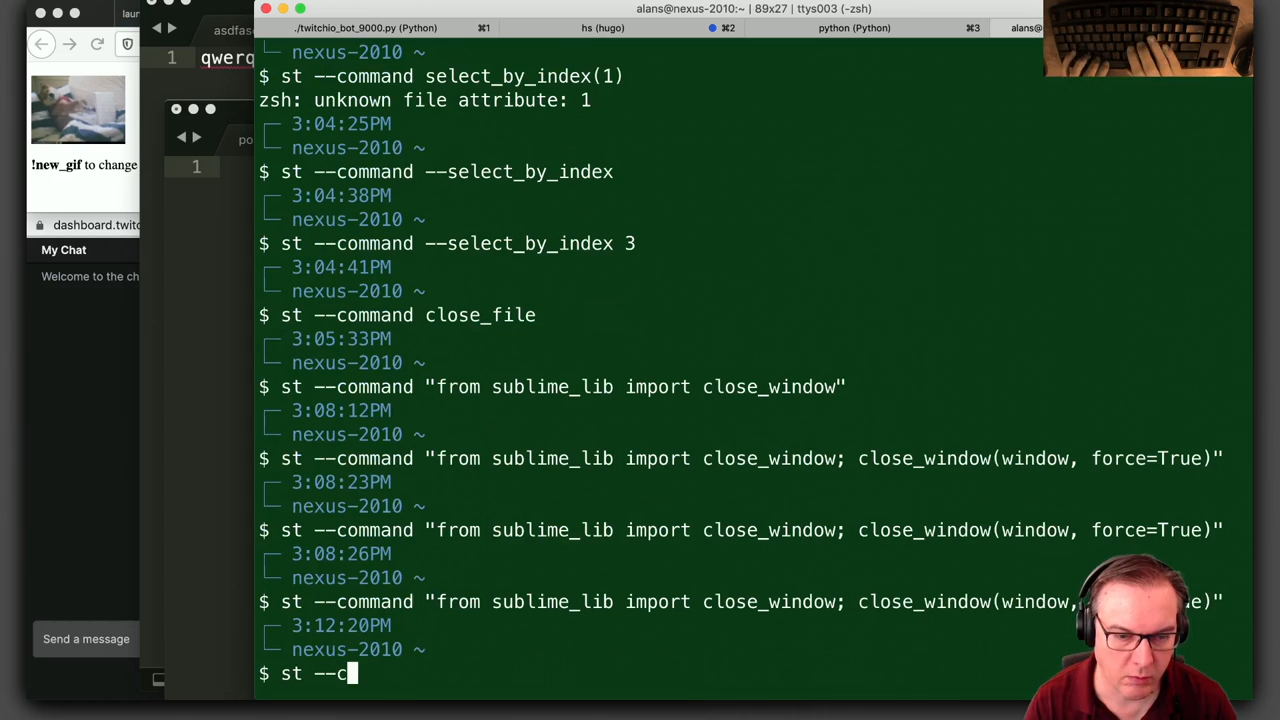 alans@nexus-2010:~ | 89x27 | ttys003 (-zsh)
./twitchio_bot_9000.py (Python) ⌘1
hs (hugo) ⌘2
python (Python) ⌘3
alans@
└─ nexus-2010 ~
$ st --command select_by_index(1)
zsh: unknown file attribute: 1
┌─ 3:04:25PM
└─ nexus-2010 ~
$ st --command --select_by_index
┌─ 3:04:38PM
└─ nexus-2010 ~
$ st --command --select_by_index 3
┌─ 3:04:41PM
└─ nexus-2010 ~
$ st --command close_file
┌─ 3:05:33PM
└─ nexus-2010 ~
$ st --command "from sublime_lib import close_window"
┌─ 3:08:12PM
└─ nexus-2010 ~
$ st --command "from sublime_lib import close_window; close_window(window, force=True)"
┌─ 3:08:23PM
└─ nexus-2010 ~
$ st --command "from sublime_lib import close_window; close_window(window, force=True)"
┌─ 3:08:26PM
└─ nexus-2010 ~
$ st --command "from sublime_lib import close_window; close_window(window, e)"
┌─ 3:12:20PM
└─ nexus-2010 ~
$ st --c
laun
asdfas
1 qwerq
po
1
!new_gif to change
dashboard.twitc
My Chat
Welcome to the ch
Send a message